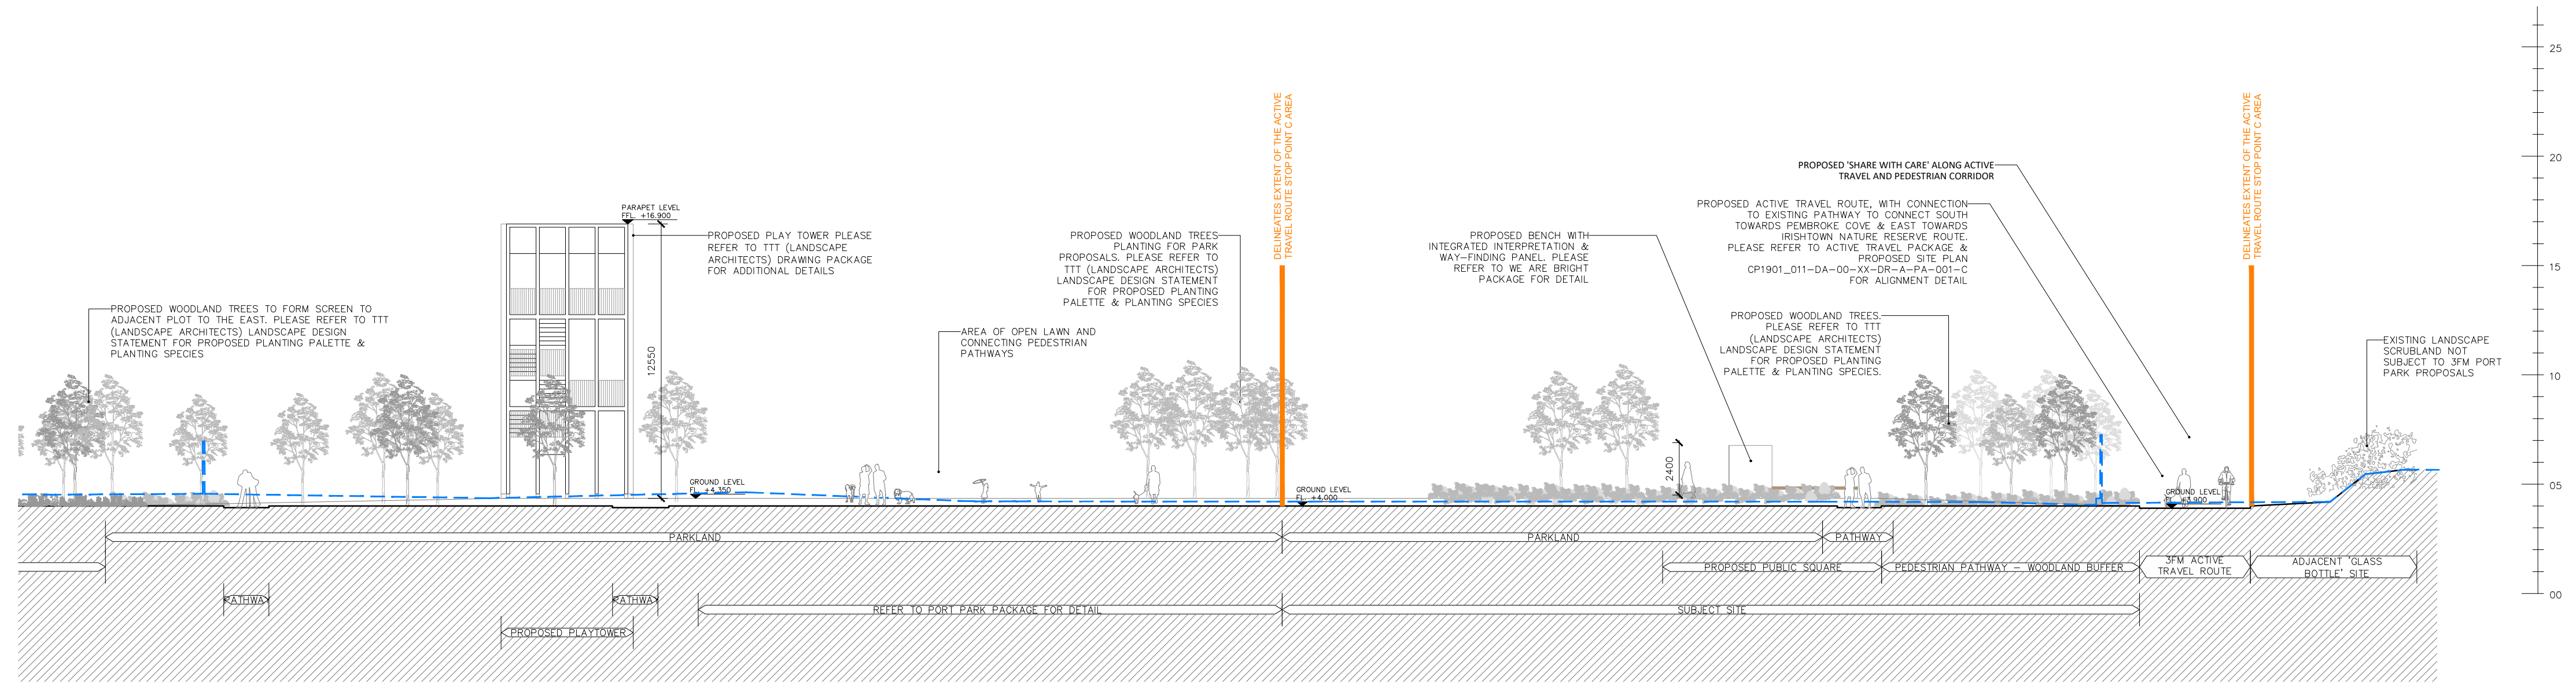 PROPOSED WOODLAND TREES TO FORM SCREEN TO
ADJACENT PLOT TO THE EAST. PLEASE REFER TO TTT
(LANDSCAPE ARCHITECTS) LANDSCAPE DESIGN
STATEMENT FOR PROPOSED PLANTING PALETTE &
PLANTING SPECIES
PARAPET LEVEL
FFL. +16.900
PROPOSED PLAY TOWER PLEASE
REFER TO TTT (LANDSCAPE
ARCHITECTS) DRAWING PACKAGE
FOR ADDITIONAL DETAILS
12550
GROUND LEVEL
FL. +4,350
AREA OF OPEN LAWN AND
CONNECTING PEDESTRIAN
PATHWAYS
PROPOSED WOODLAND TREES
PLANTING FOR PARK
PROPOSALS. PLEASE REFER TO
TTT (LANDSCAPE ARCHITECTS)
LANDSCAPE DESIGN STATEMENT
FOR PROPOSED PLANTING
PALETTE & PLANTING SPECIES
DELINEATES EXTENT OF THE ACTIVE
TRAVEL ROUTE STOP POINT C AREA
GROUND LEVEL
FL. +4,000
PROPOSED BENCH WITH
INTEGRATED INTERPRETATION &
WAY-FINDING PANEL. PLEASE
REFER TO WE ARE BRIGHT
PACKAGE FOR DETAIL
2400
PROPOSED 'SHARE WITH CARE' ALONG ACTIVE
TRAVEL AND PEDESTRIAN CORRIDOR
PROPOSED ACTIVE TRAVEL ROUTE, WITH CONNECTION
TO EXISTING PATHWAY TO CONNECT SOUTH
TOWARDS PEMBROKE COVE & EAST TOWARDS
IRISHTOWN NATURE RESERVE ROUTE.
PLEASE REFER TO ACTIVE TRAVEL PACKAGE &
PROPOSED SITE PLAN
CP1901_011-DA-00-XX-DR-A-PA-001-C
FOR ALIGNMENT DETAIL
PROPOSED WOODLAND TREES.
PLEASE REFER TO TTT
(LANDSCAPE ARCHITECTS)
LANDSCAPE DESIGN STATEMENT
FOR PROPOSED PLANTING
PALETTE & PLANTING SPECIES.
GROUND LEVEL
FL. +3,900
DELINEATES EXTENT OF THE ACTIVE
TRAVEL ROUTE STOP POINT C AREA
EXISTING LANDSCAPE
SCRUBLAND NOT
SUBJECT TO 3FM PORT
PARK PROPOSALS
25
20
15
10
05
00
PARKLAND
PARKLAND
PATHWAY
PROPOSED PUBLIC SQUARE
PEDESTRIAN PATHWAY - WOODLAND BUFFER
3FM ACTIVE
TRAVEL ROUTE
ADJACENT 'GLASS
BOTTLE' SITE
PATHWA
PATHWA
REFER TO PORT PARK PACKAGE FOR DETAIL
SUBJECT SITE
PROPOSED PLAYTOWER